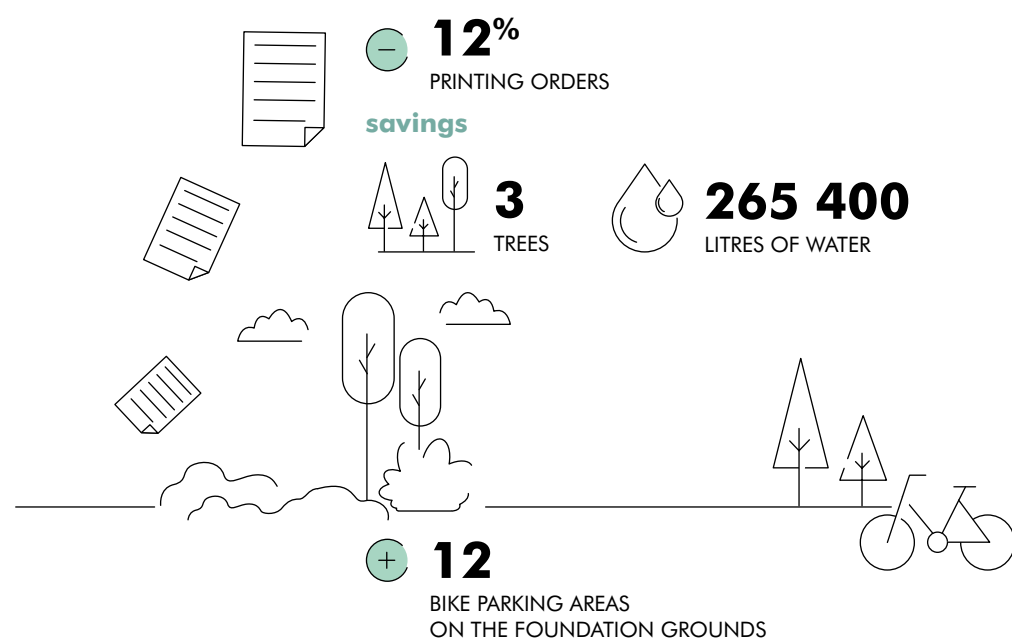 −
12%
PRINTING ORDERS
savings
3
TREES
265 400
LITRES OF WATER
+
12
BIKE PARKING AREAS
ON THE FOUNDATION GROUNDS